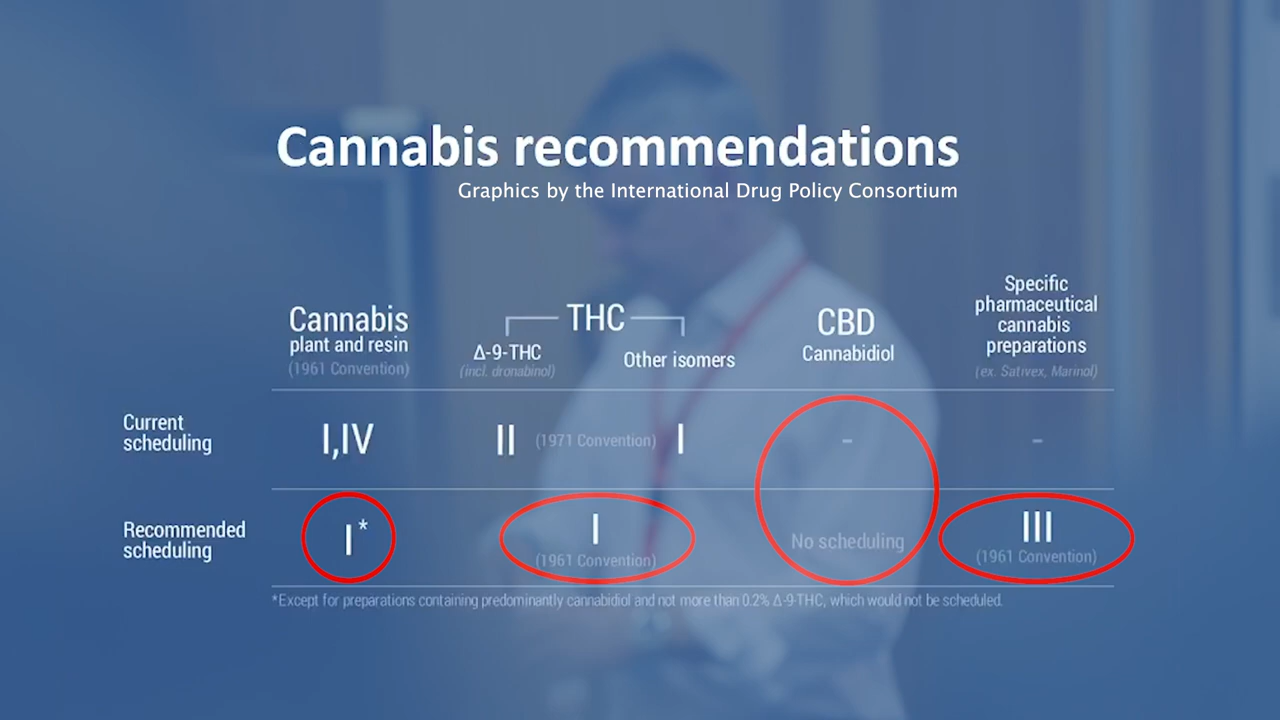 Cannabis recommendations
Graphics by the International Drug Policy Consortium
Cannabis
plant and resin
(1961 Convention)
THC
Δ-9-THC
(incl. dronabinol)
Other isomers
CBD
Cannabidiol
Specific
pharmaceutical
cannabis
preparations
(ex. Sativex, Marinol)
Current
scheduling
I,IV
II
(1971 Convention)
I
-
-
Recommended
scheduling
I*
I
(1961 Convention)
No scheduling
III
(1961 Convention)
*Except for preparations containing predominantly cannabidiol and not more than 0.2% Δ-9-THC, which would not be scheduled.